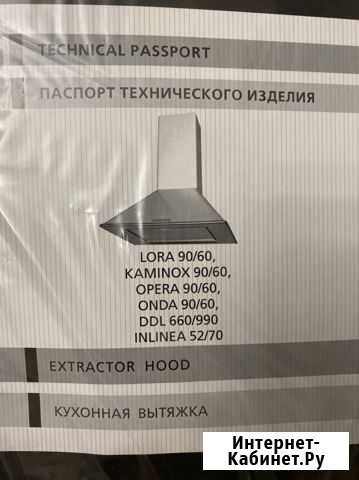 TECHNICAL PASSPORT
ПАСПОРТ ТЕХНИЧЕСКОГО ИЗДЕЛИЯ
LORA 90/60,
KAMINOX 90/60,
OPERA 90/60,
ONDA 90/60,
DDL 660/990
INLINEA 52/70
EXTRACTOR HOOD
КУХОННАЯ ВЫТЯЖКА
Интернет-
Кабинет.Ру